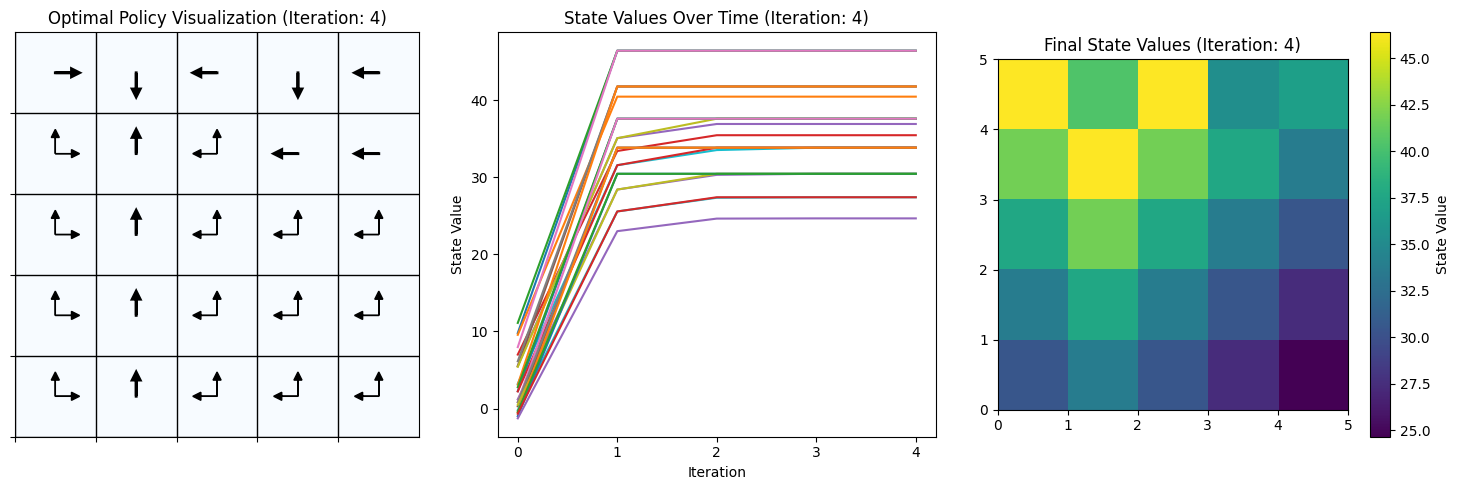 Optimal Policy Visualization (Iteration: 4)
State Values Over Time (Iteration: 4)
State Value
40
30
20
10
0
0 1 2 3 4
Iteration
Final State Values (Iteration: 4)
5
4
3
2
1
0
0 1 2 3 4 5
45.0
42.5
40.0
37.5
35.0
32.5
30.0
27.5
25.0
State Value